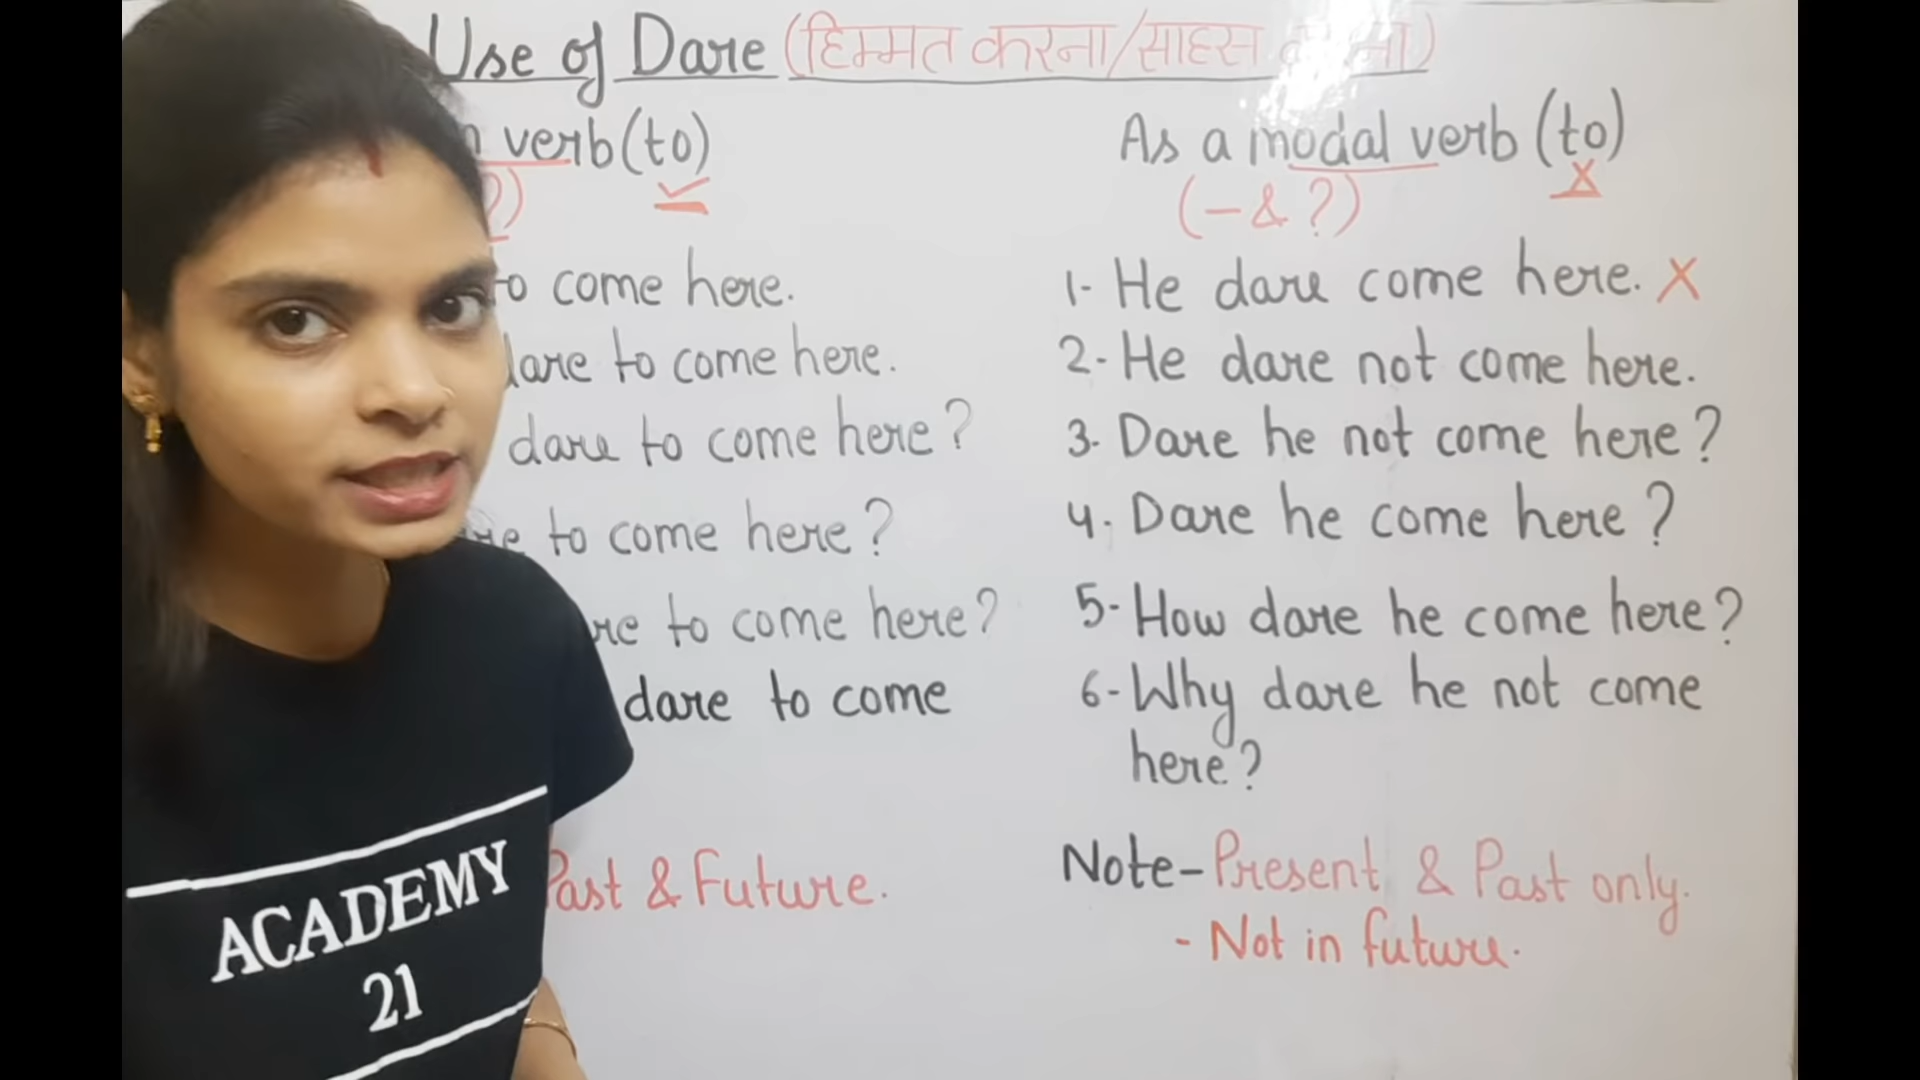 Use of Dare (हिम्मत करना/साहस
verb (to)
As a modal verb (to)
(- & ?)
to come here.
dare to come here.
dare to come here?
to come here?
to come here?
dare to come
1- He dare come here. X
2- He dare not come here.
3- Dare he not come here?
4. Dare he come here?
5- How dare he come here?
6- Why dare he not come
here?
Past & Future.
Note- Present & Past only.
- Not in future.
ACADEMY
21